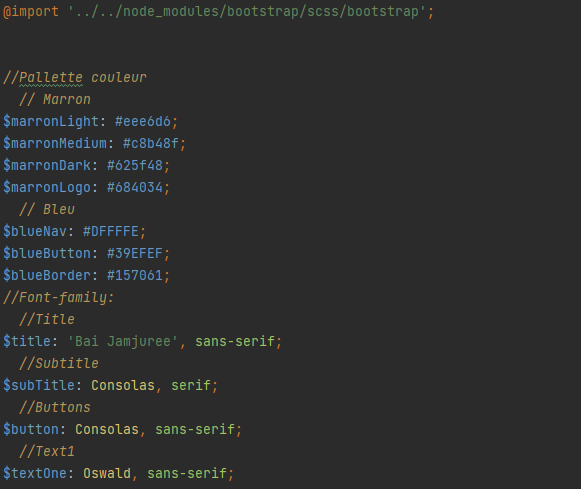 @import '../../node_modules/bootstrap/scss/bootstrap';
//Pallette couleur
// Marron
$marronLight: #eee6d6;
$marronMedium: #c8b48f;
$marronDark: #625f48;
$marronLogo: #684034;
// Bleu
$blueNav: #DFFFFE;
$blueButton: #39EFEF;
$blueBorder: #157061;
//Font-family:
//Title
$title: 'Bai Jamjuree', sans-serif;
//Subtitle
$subTitle: Consolas, serif;
//Buttons
$button: Consolas, sans-serif;
//Text1
$textOne: Oswald, sans-serif;